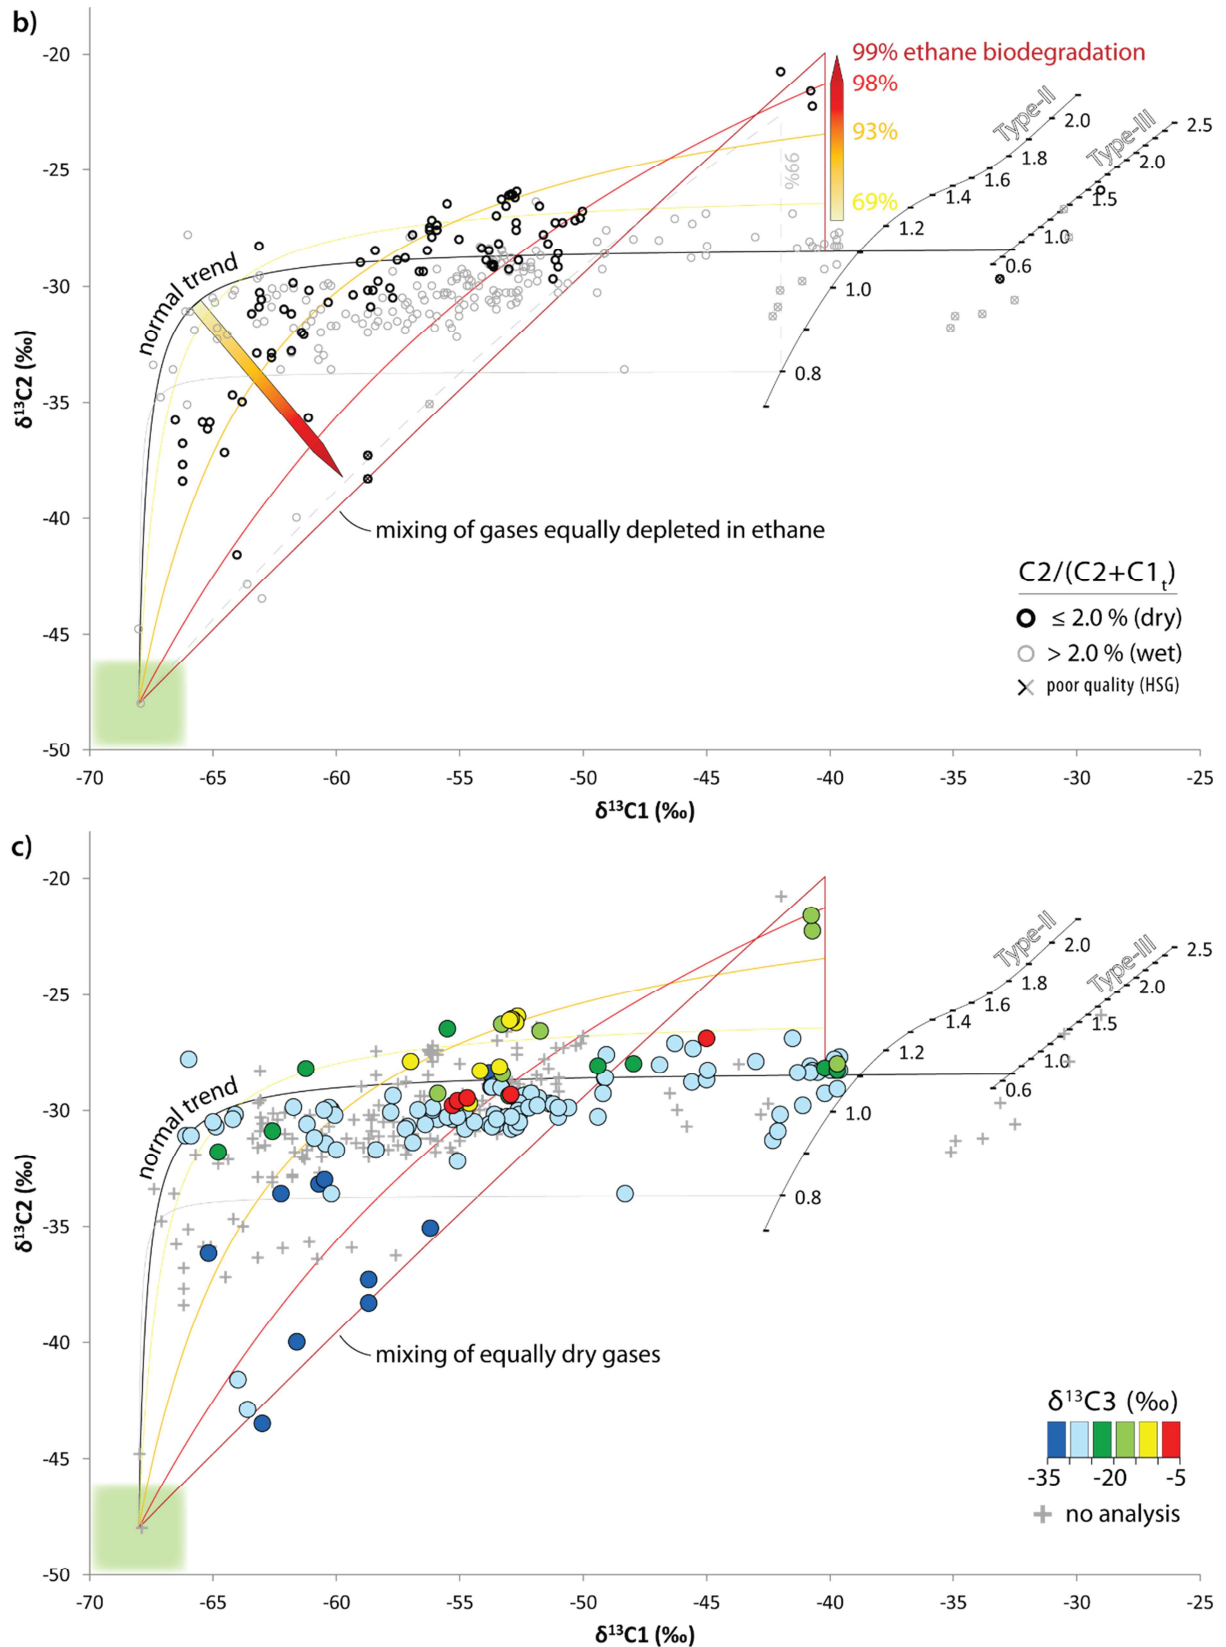 b)
-20
-25
-30
-35
-40
-45
-50
δ¹³C2 (‰)
99% ethane biodegradation
98%
93%
69%
99%
normal trend
mixing of gases equally depleted in ethane
Type-II
2.0
1.8
1.6
1.4
1.2
1.0
0.8
Type-III
2.5
2.0
1.5
1.0
0.6
C2/(C2+C1t)
≤ 2.0 % (dry)
> 2.0 % (wet)
poor quality (HSG)
-70 -65 -60 -55 -50 -45 -40 -35 -30 -25
δ¹³C1 (‰)
c)
-20
-25
-30
-35
-40
-45
-50
δ¹³C2 (‰)
normal trend
mixing of equally dry gases
Type-II
2.0
1.8
1.6
1.4
1.2
1.0
0.8
Type-III
2.5
2.0
1.5
1.0
0.6
δ¹³C3 (‰)
-35 -20 -5
no analysis
-70 -65 -60 -55 -50 -45 -40 -35 -30 -25
δ¹³C1 (‰)